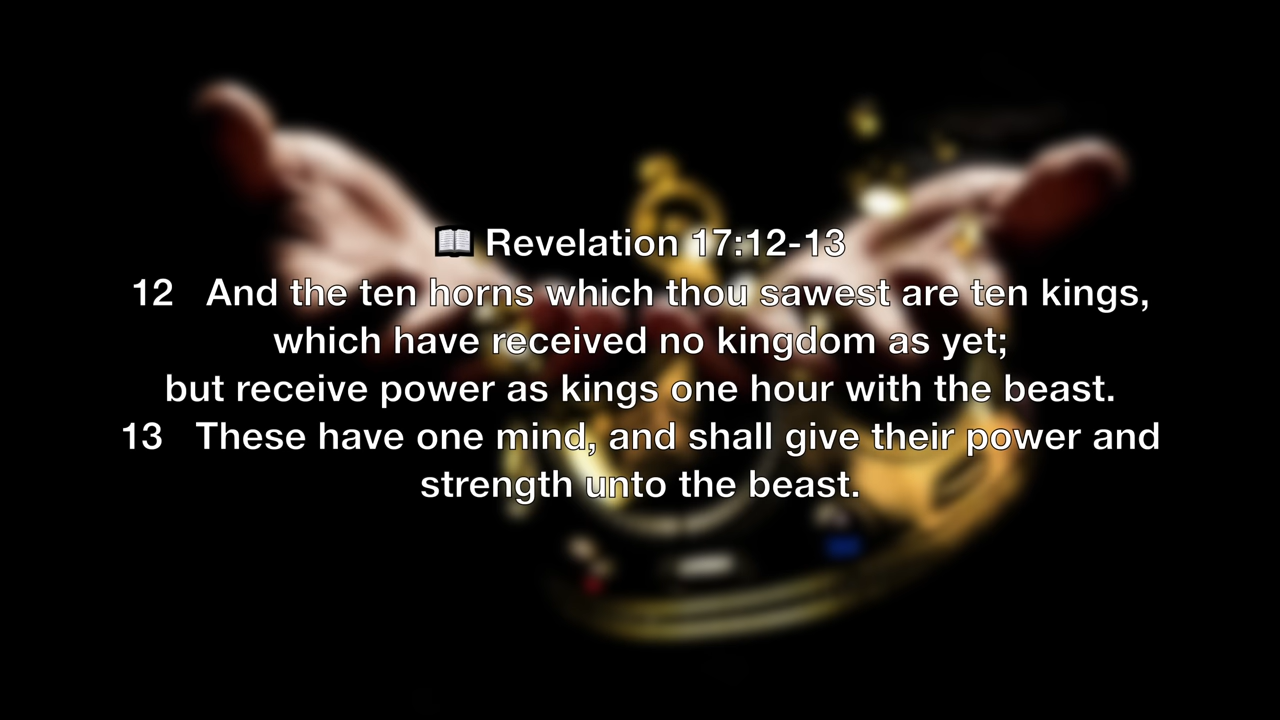 📖 Revelation 17:12-13
12 And the ten horns which thou sawest are ten kings,
which have received no kingdom as yet;
but receive power as kings one hour with the beast.
13 These have one mind, and shall give their power and
strength unto the beast.